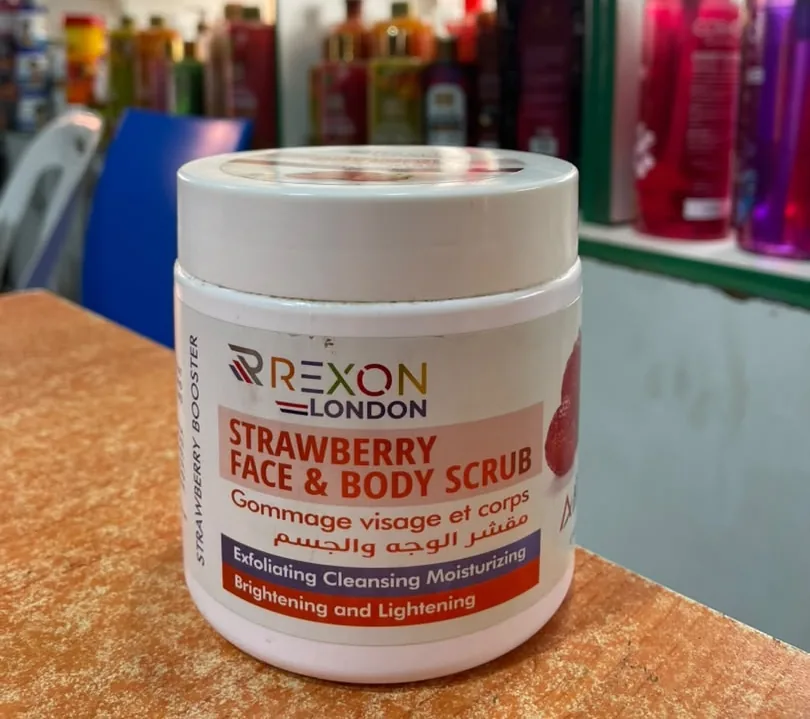 REXON
LONDON
STRAWBERRY
FACE & BODY SCRUB
Gommage visage et corps
مقشر الوجه والجسم
Exfoliating Cleansing Moisturizing
Brightening and Lightening
STRAWBERRY BOOSTER